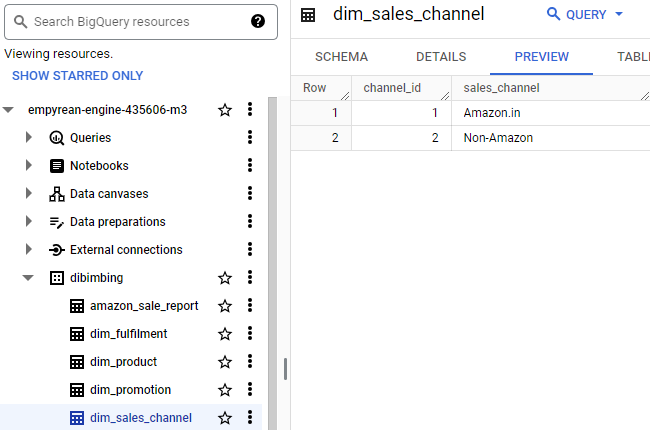 Search BigQuery resources
Viewing resources.
SHOW STARRED ONLY
empyrean-engine-435606-m3
Queries
Notebooks
Data canvases
Data preparations
External connections
dibimbing
amazon_sale_report
dim_fulfilment
dim_product
dim_promotion
dim_sales_channel
dim_sales_channel QUERY
SCHEMA DETAILS PREVIEW TABL
Row channel_id sales_channel
1 1 Amazon.in
2 2 Non-Amazon